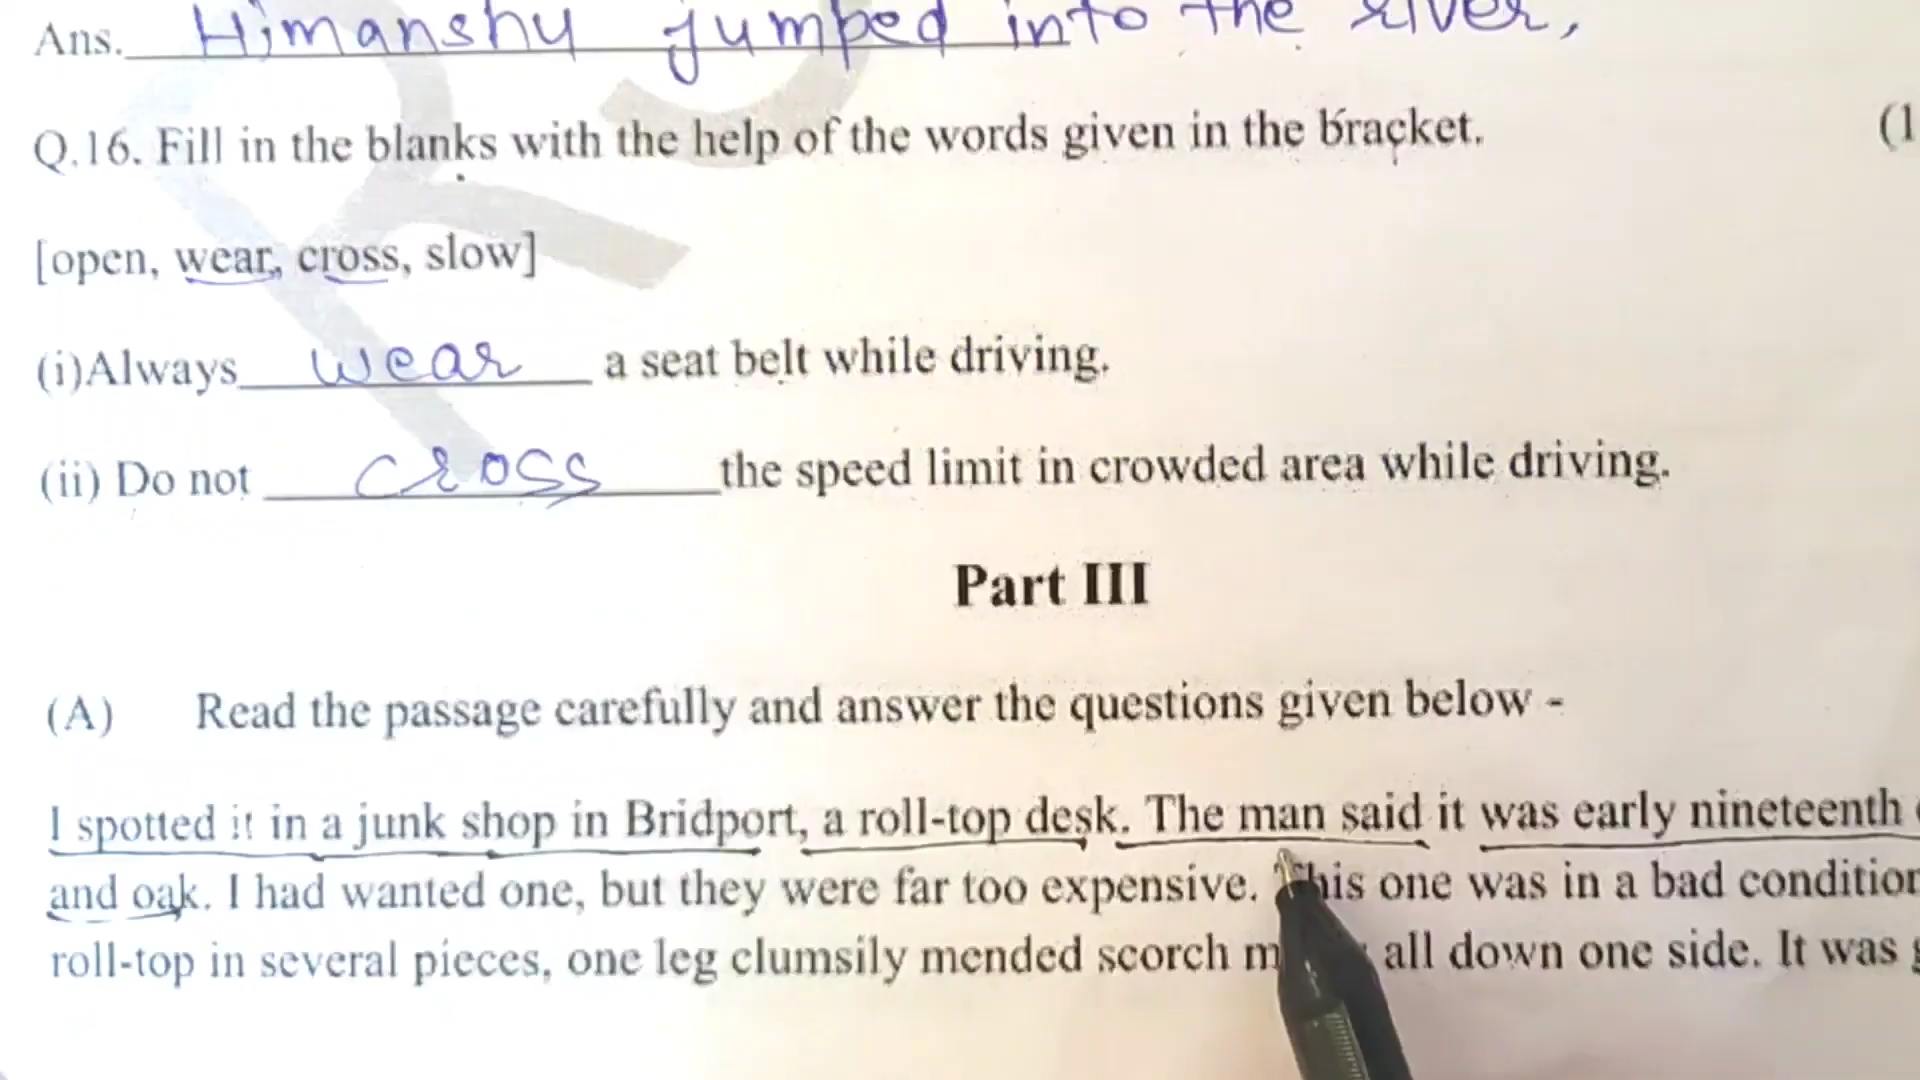 Ans. Himanshu jumped into the river,
Q.16. Fill in the blanks with the help of the words given in the bracket. (1
[open, wear, cross, slow]
(i)Always wear a seat belt while driving.
(ii) Do not cross the speed limit in crowded area while driving.
Part III
(A) Read the passage carefully and answer the questions given below -
I spotted it in a junk shop in Bridport, a roll-top desk. The man said it was early nineteenth
and oak. I had wanted one, but they were far too expensive. This one was in a bad condition
roll-top in several pieces, one leg clumsily mended scorch all down one side. It was